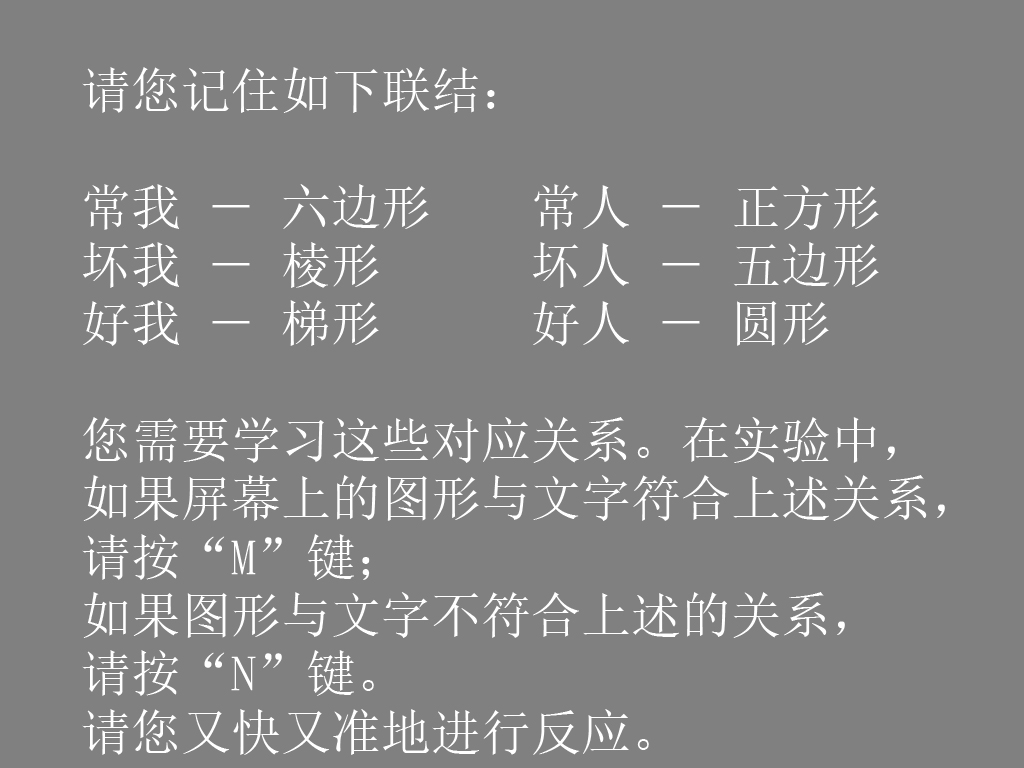 请您记住如下联结：
常我 — 六边形 常人 — 正方形
坏我 — 棱形 坏人 — 五边形
好我 — 梯形 好人 — 圆形
您需要学习这些对应关系。在实验中，
如果屏幕上的图形与文字符合上述关系，
请按“M”键；
如果图形与文字不符合上述的关系，
请按“N”键。
请您又快又准地进行反应。